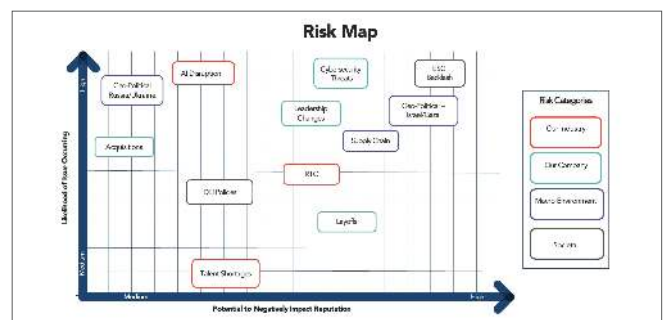 Risk Map
High
Likelihood of Issue Occurring
Medium
Geo-Political
Russia/Ukraine
AI Disruption
Cybersecurity
Threats
ESG
Backlash
Leadership
Changes
Geo-Political –
Israel/Gaza
Acquisitions
Supply Chain
RTO
DEI Policies
Layoffs
Talent Shortages
Medium
High
Potential to Negatively Impact Reputation
Risk Categories
Our Industry
Our Company
Macro-Environment
Societal